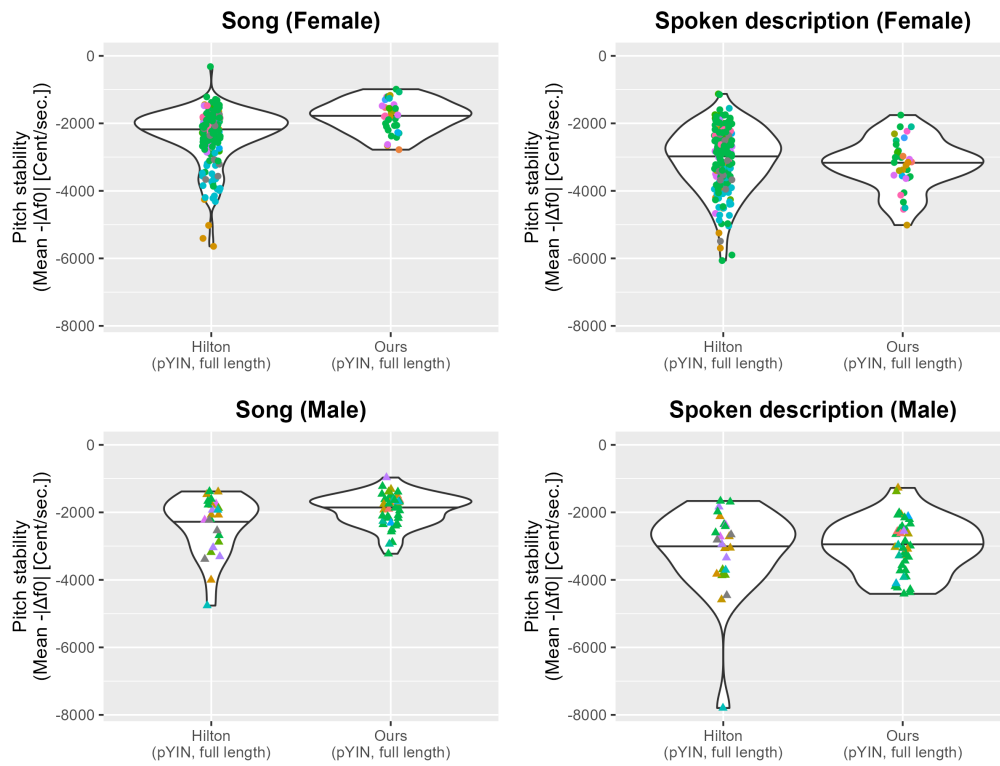 Song (Female)
Pitch stability
(Mean -|Δf0| [Cent/sec.])
0
-2000
-4000
-6000
-8000
Hilton
(pYIN, full length)
Ours
(pYIN, full length)
Spoken description (Female)
Pitch stability
(Mean -|Δf0| [Cent/sec.])
0
-2000
-4000
-6000
-8000
Hilton
(pYIN, full length)
Ours
(pYIN, full length)
Song (Male)
Pitch stability
(Mean -|Δf0| [Cent/sec.])
0
-2000
-4000
-6000
-8000
Hilton
(pYIN, full length)
Ours
(pYIN, full length)
Spoken description (Male)
Pitch stability
(Mean -|Δf0| [Cent/sec.])
0
-2000
-4000
-6000
-8000
Hilton
(pYIN, full length)
Ours
(pYIN, full length)